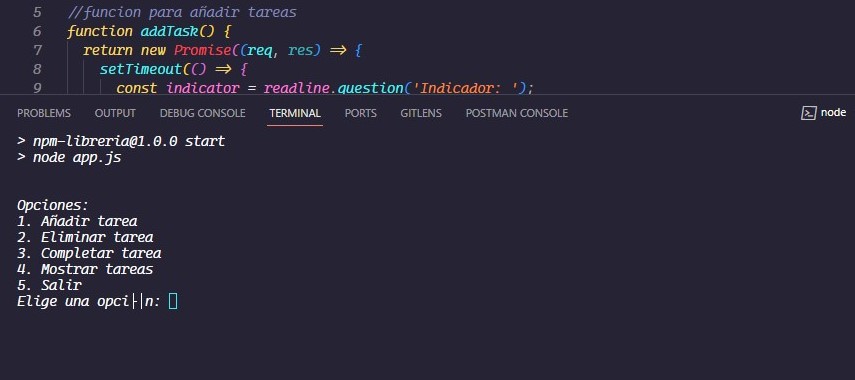 5 //funcion para añadir tareas
6 function addTask() {
7 return new Promise((req, res) => {
8 setTimeout(() => {
9 const indicator = readline.question('Indicador: ');
PROBLEMS OUTPUT DEBUG CONSOLE TERMINAL PORTS GITLENS POSTMAN CONSOLE node
> npm-libreria@1.0.0 start
> node app.js
Opciones:
1. Añadir tarea
2. Eliminar tarea
3. Completar tarea
4. Mostrar tareas
5. Salir
Elige una opci├│n: